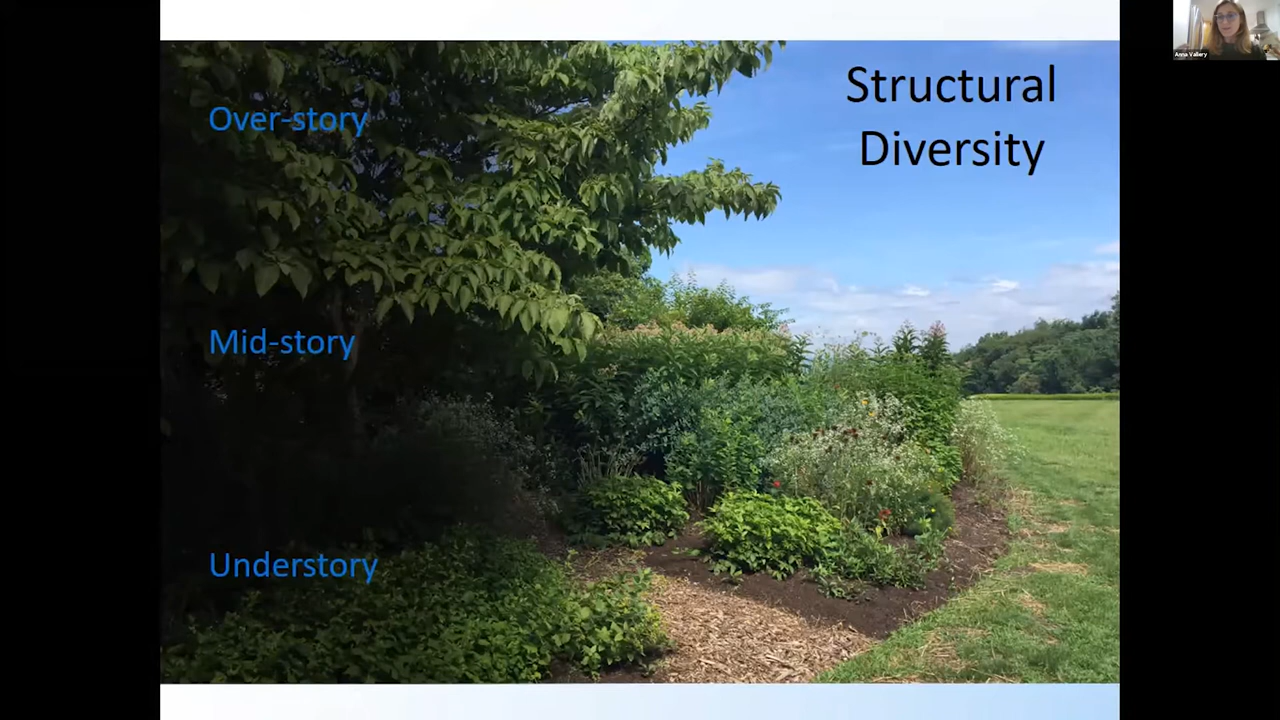 Structural
Diversity
Over-story
Mid-story
Understory
Anna Vallery